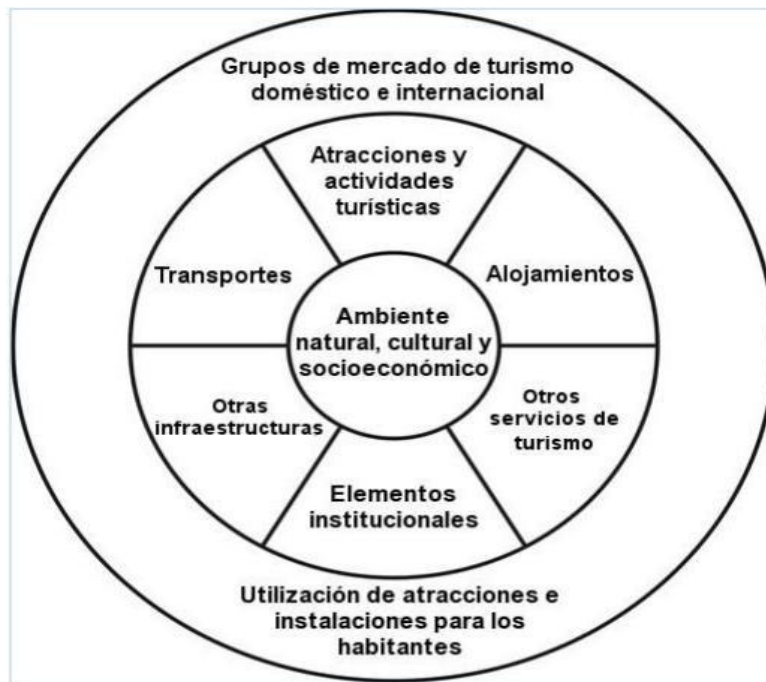 Grupos de mercado de turismo
doméstico e internacional
Atracciones y
actividades
turísticas
Transportes
Alojamientos
Ambiente
natural, cultural y
socioeconómico
Otras
infraestructuras
Otros
servicios de
turismo
Elementos
institucionales
Utilización de atracciones e
instalaciones para los
habitantes